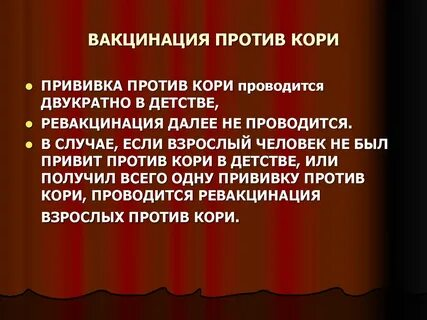 ВАКЦИНАЦИЯ ПРОТИВ КОРИ
ПРИВИВКА ПРОТИВ КОРИ проводится
ДВУКРАТНО В ДЕТСТВЕ,
РЕВАКЦИНАЦИЯ ДАЛЕЕ НЕ ПРОВОДИТСЯ.
В СЛУЧАЕ, ЕСЛИ ВЗРОСЛЫЙ ЧЕЛОВЕК НЕ БЫЛ
ПРИВИТ ПРОТИВ КОРИ В ДЕТСТВЕ, ИЛИ
ПОЛУЧИЛ ВСЕГО ОДНУ ПРИВИВКУ ПРОТИВ
КОРИ, ПРОВОДИТСЯ РЕВАКЦИНАЦИЯ
ВЗРОСЛЫХ ПРОТИВ КОРИ.